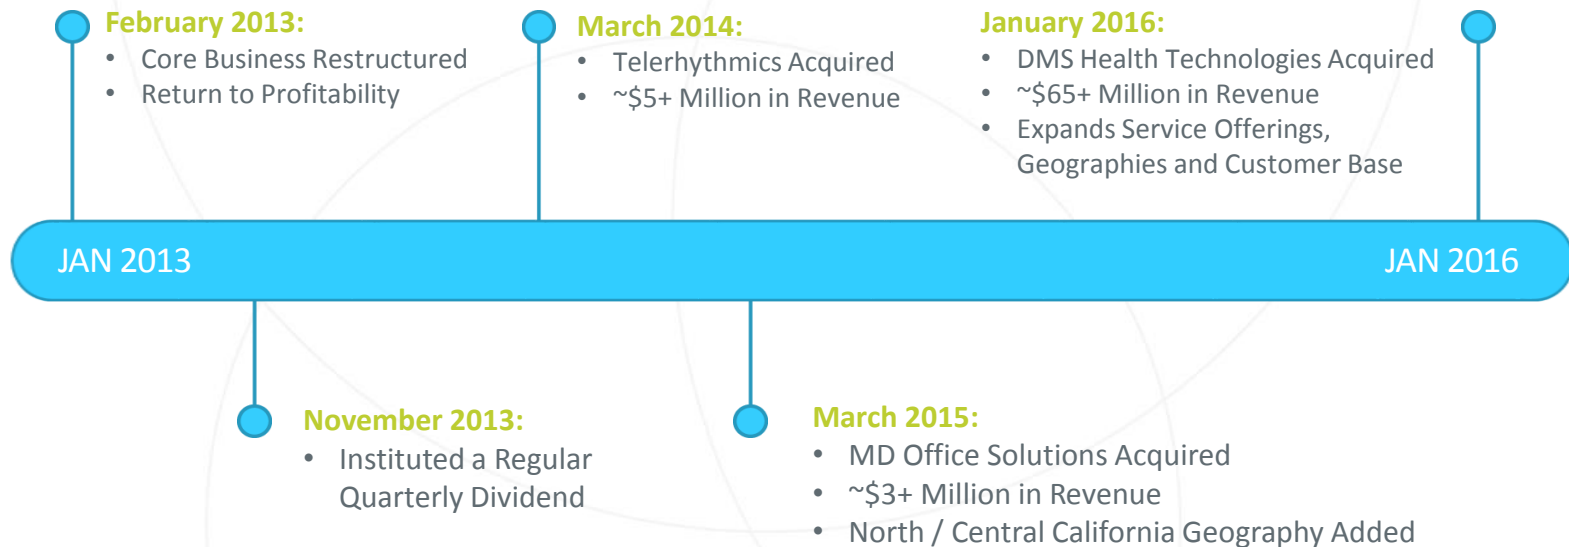 February 2013:
• Core Business Restructured
• Return to Profitability
March 2014:
• Telerhythmics Acquired
• ~$5+ Million in Revenue
January 2016:
• DMS Health Technologies Acquired
• ~$65+ Million in Revenue
• Expands Service Offerings,
Geographies and Customer Base
JAN 2013
JAN 2016
November 2013:
• Instituted a Regular
Quarterly Dividend
March 2015:
• MD Office Solutions Acquired
• ~$3+ Million in Revenue
• North / Central California Geography Added